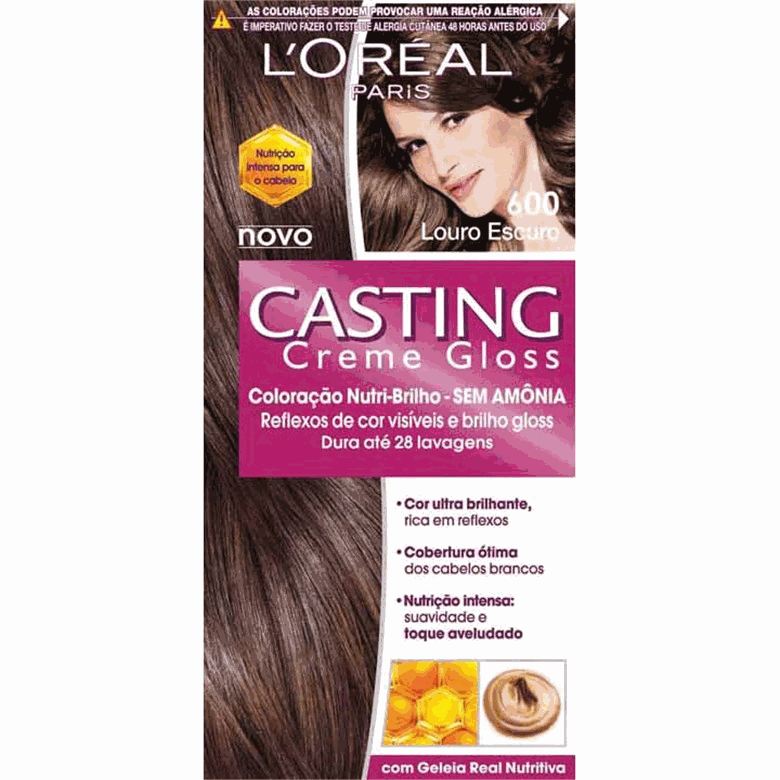 AS COLORAÇÕES PODEM PROVOCAR UMA REAÇÃO ALÉRGICA
É IMPERATIVO FAZER O TESTE DE ALERGIA CUTÂNEA 48 HORAS ANTES DO USO
L'ORÉAL
PARIS
Nutrição
intensa para
o cabelo
600
Louro Escuro
novo
CASTING
Creme Gloss
Coloração Nutri-Brilho - SEM AMÔNIA
Reflexos de cor visíveis e brilho gloss
Dura até 28 lavagens
• Cor ultra brilhante,
rica em reflexos
• Cobertura ótima
dos cabelos brancos
• Nutrição intensa:
suavidade e
toque aveludado
com Geleia Real Nutritiva